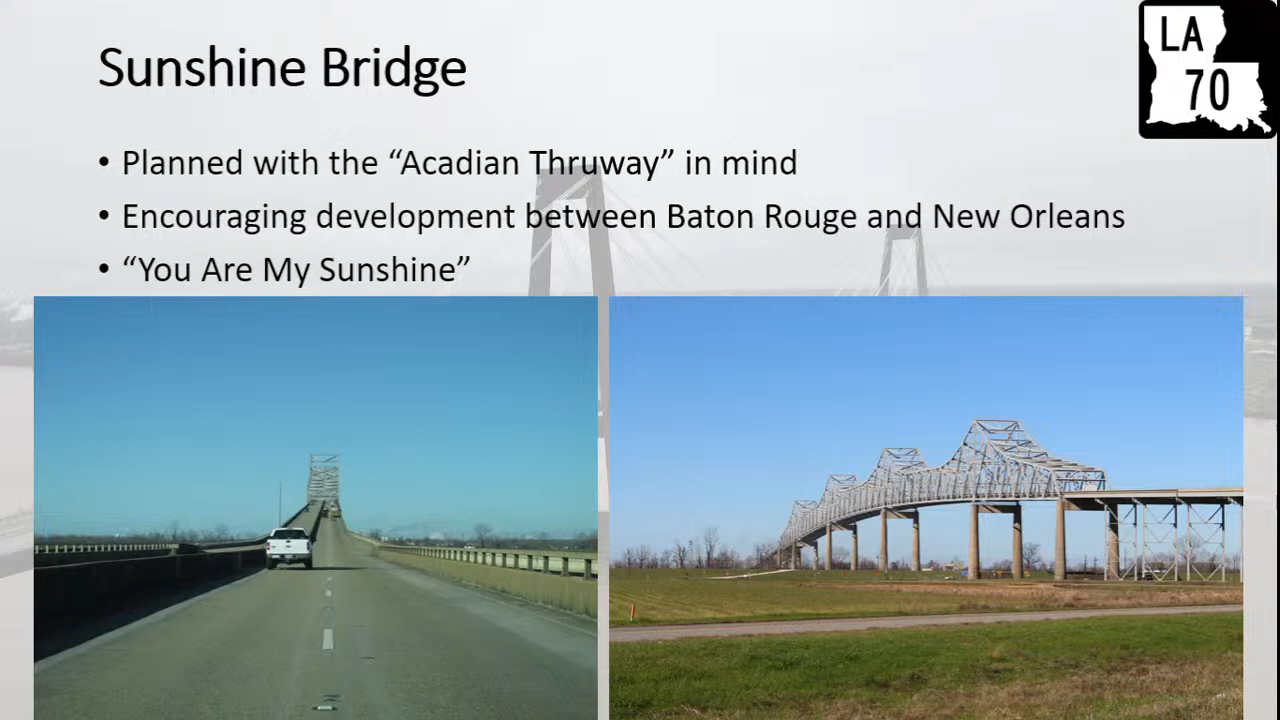 Sunshine Bridge
LA
70
• Planned with the “Acadian Thruway” in mind
• Encouraging development between Baton Rouge and New Orleans
• “You Are My Sunshine”